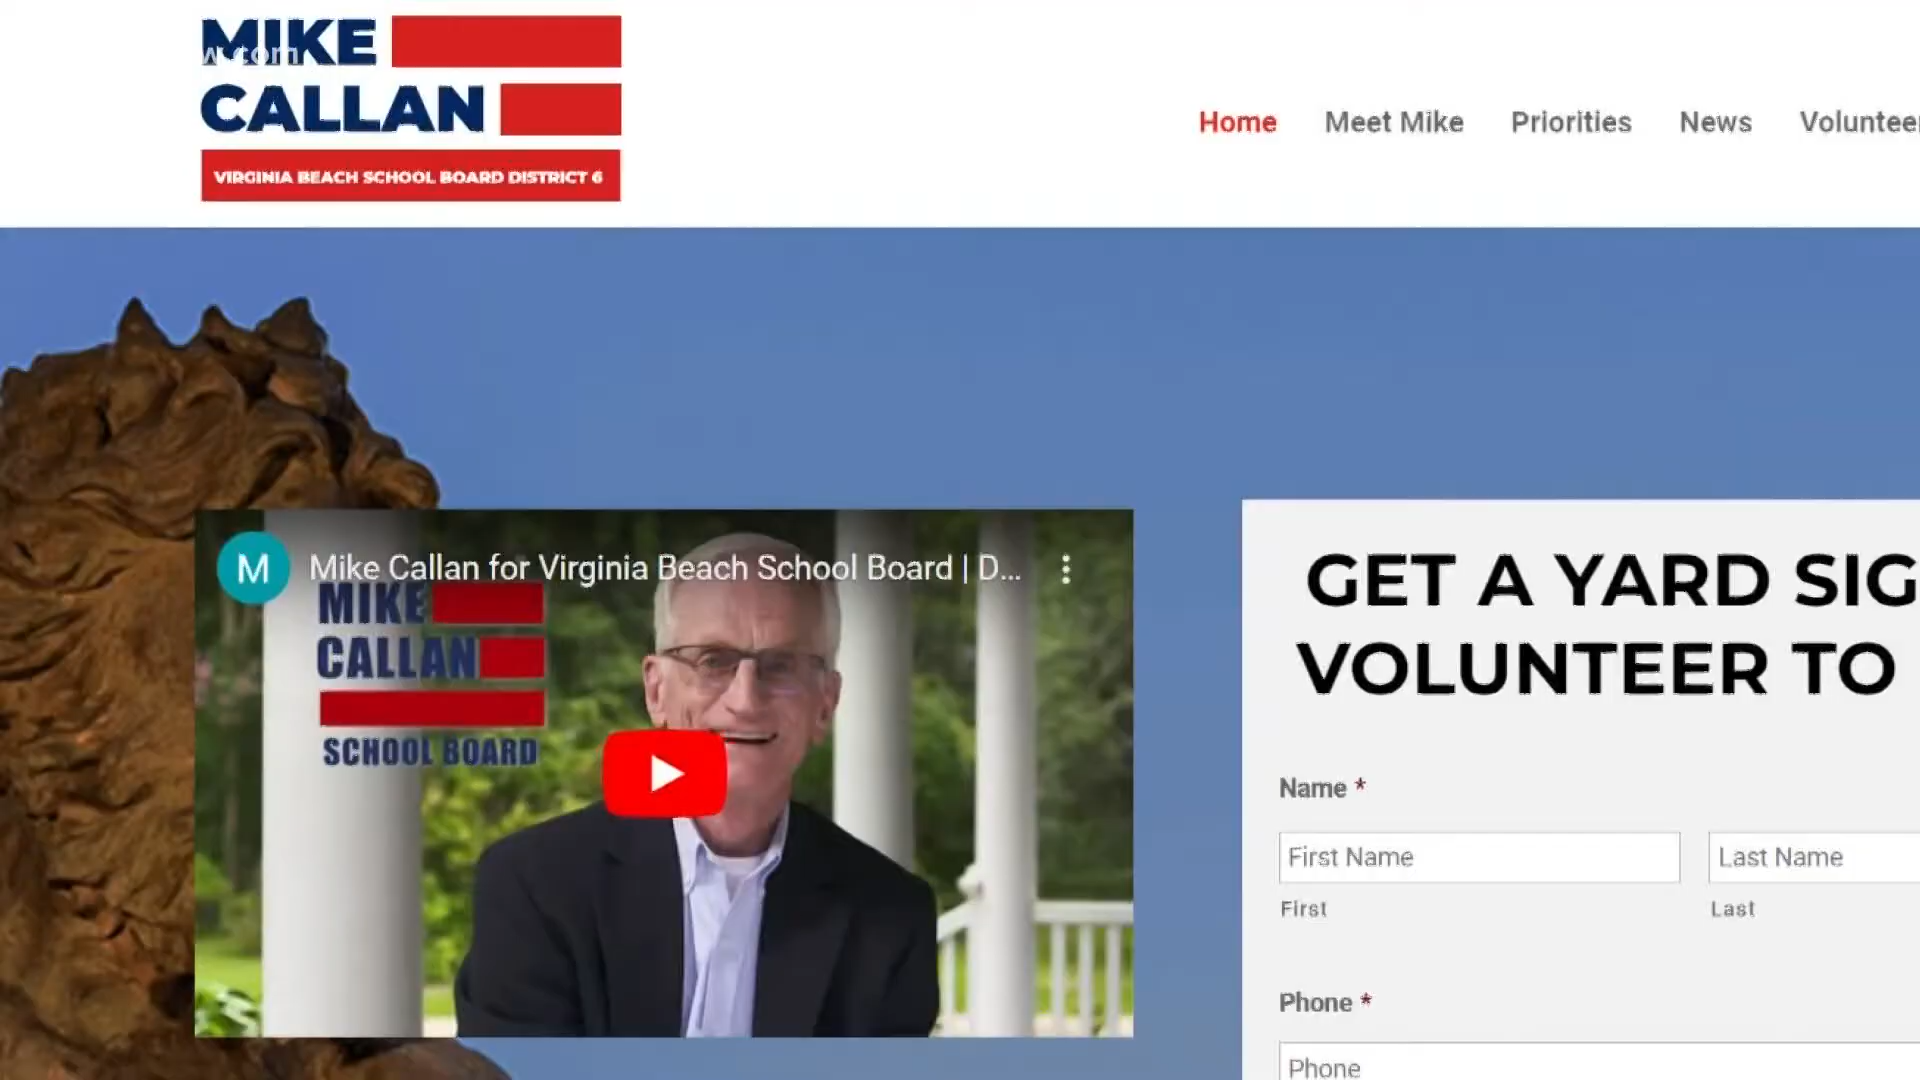 MIKE
CALLAN
VIRGINIA BEACH SCHOOL BOARD DISTRICT 6
w.com
Home Meet Mike Priorities News Volunteer
M Mike Callan for Virginia Beach School Board | D...
MIKE
CALLAN
SCHOOL BOARD
GET A YARD SIG
VOLUNTEER TO
Name *
First Name Last Name
First Last
Phone *
Phone